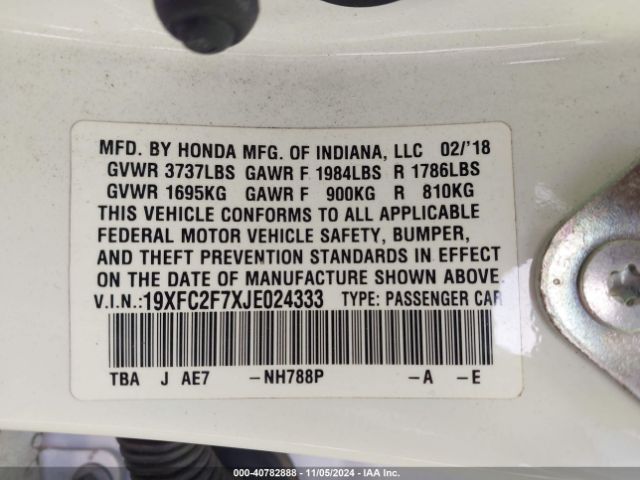 MFD. BY HONDA MFG. OF INDIANA, LLC 02/'18
GVWR 3737LBS GAWR F 1984LBS R 1786LBS
GVWR 1695KG GAWR F 900KG R 810KG
THIS VEHICLE CONFORMS TO ALL APPLICABLE
FEDERAL MOTOR VEHICLE SAFETY, BUMPER,
AND THEFT PREVENTION STANDARDS IN EFFECT
ON THE DATE OF MANUFACTURE SHOWN ABOVE.
V.I.N.:19XFC2F7XJE024333 TYPE: PASSENGER CAR
TBA J AE7 –NH788P –A –E
000-40782888 - 11/05/2024 - IAAI.com